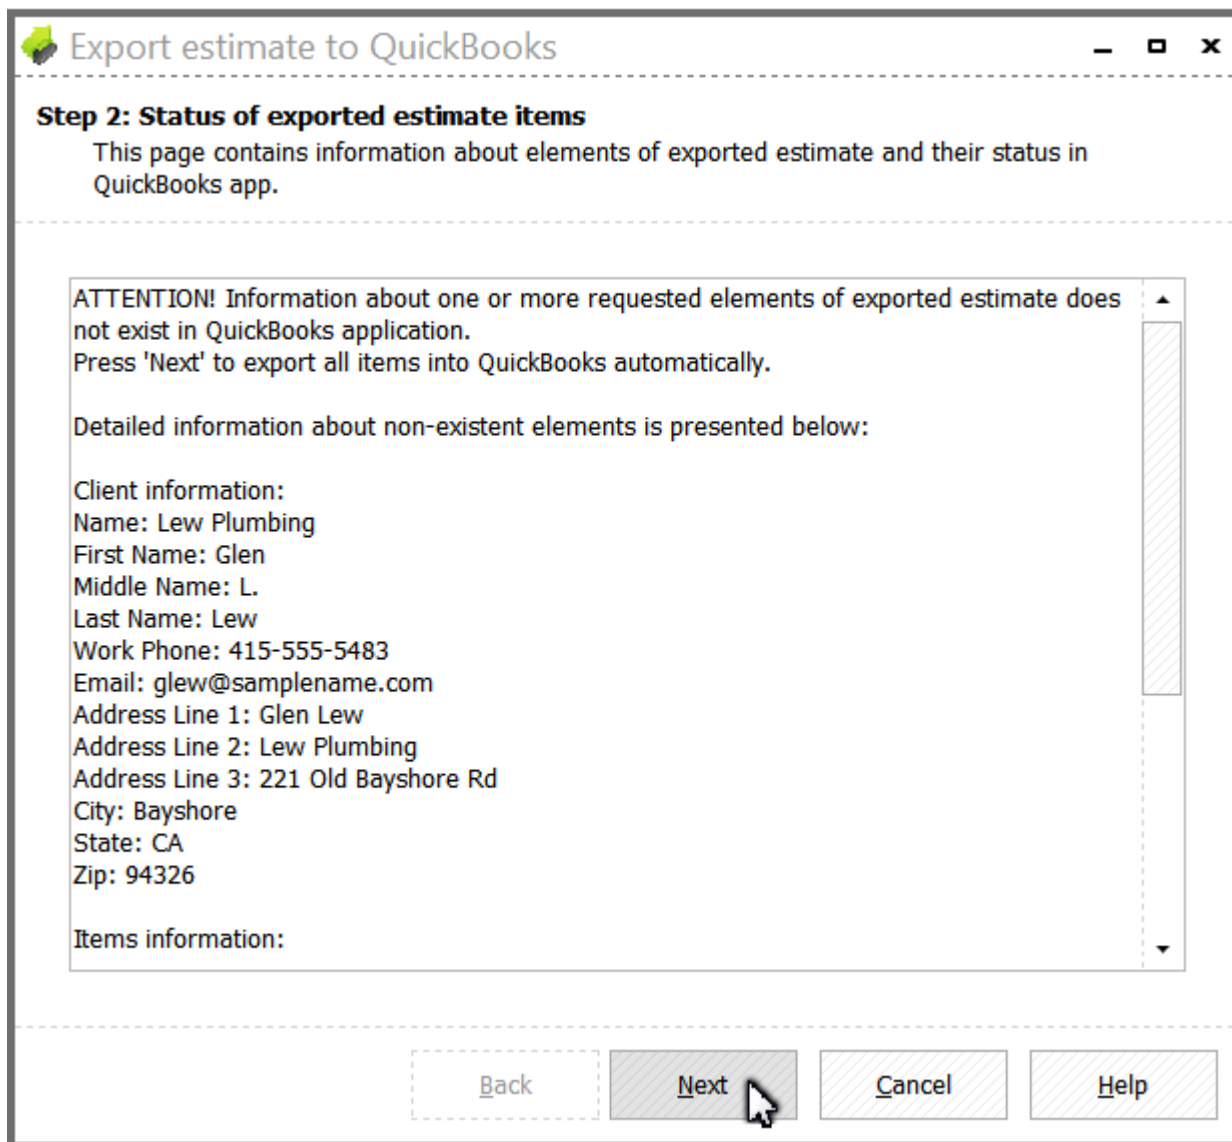 Export estimate to QuickBooks
Step 2: Status of exported estimate items
This page contains information about elements of exported estimate and their status in
QuickBooks app.
ATTENTION! Information about one or more requested elements of exported estimate does
not exist in QuickBooks application.
Press 'Next' to export all items into QuickBooks automatically.
Detailed information about non-existent elements is presented below:
Client information:
Name: Lew Plumbing
First Name: Glen
Middle Name: L.
Last Name: Lew
Work Phone: 415-555-5483
Email: glew@samplename.com
Address Line 1: Glen Lew
Address Line 2: Lew Plumbing
Address Line 3: 221 Old Bayshore Rd
City: Bayshore
State: CA
Zip: 94326
Items information:
Back Next Cancel Help